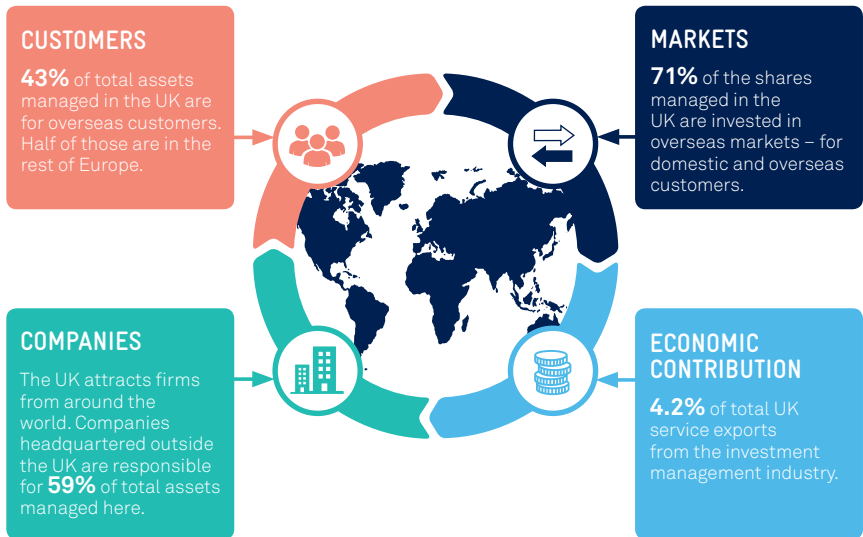 CUSTOMERS
43% of total assets
managed in the UK are
for overseas customers.
Half of those are in the
rest of Europe.
MARKETS
71% of the shares
managed in the
UK are invested in
overseas markets – for
domestic and overseas
customers.
COMPANIES
The UK attracts firms
from around the
world. Companies
headquartered outside
the UK are responsible
for 59% of total assets
managed here.
ECONOMIC
CONTRIBUTION
4.2% of total UK
service exports
from the investment
management industry.